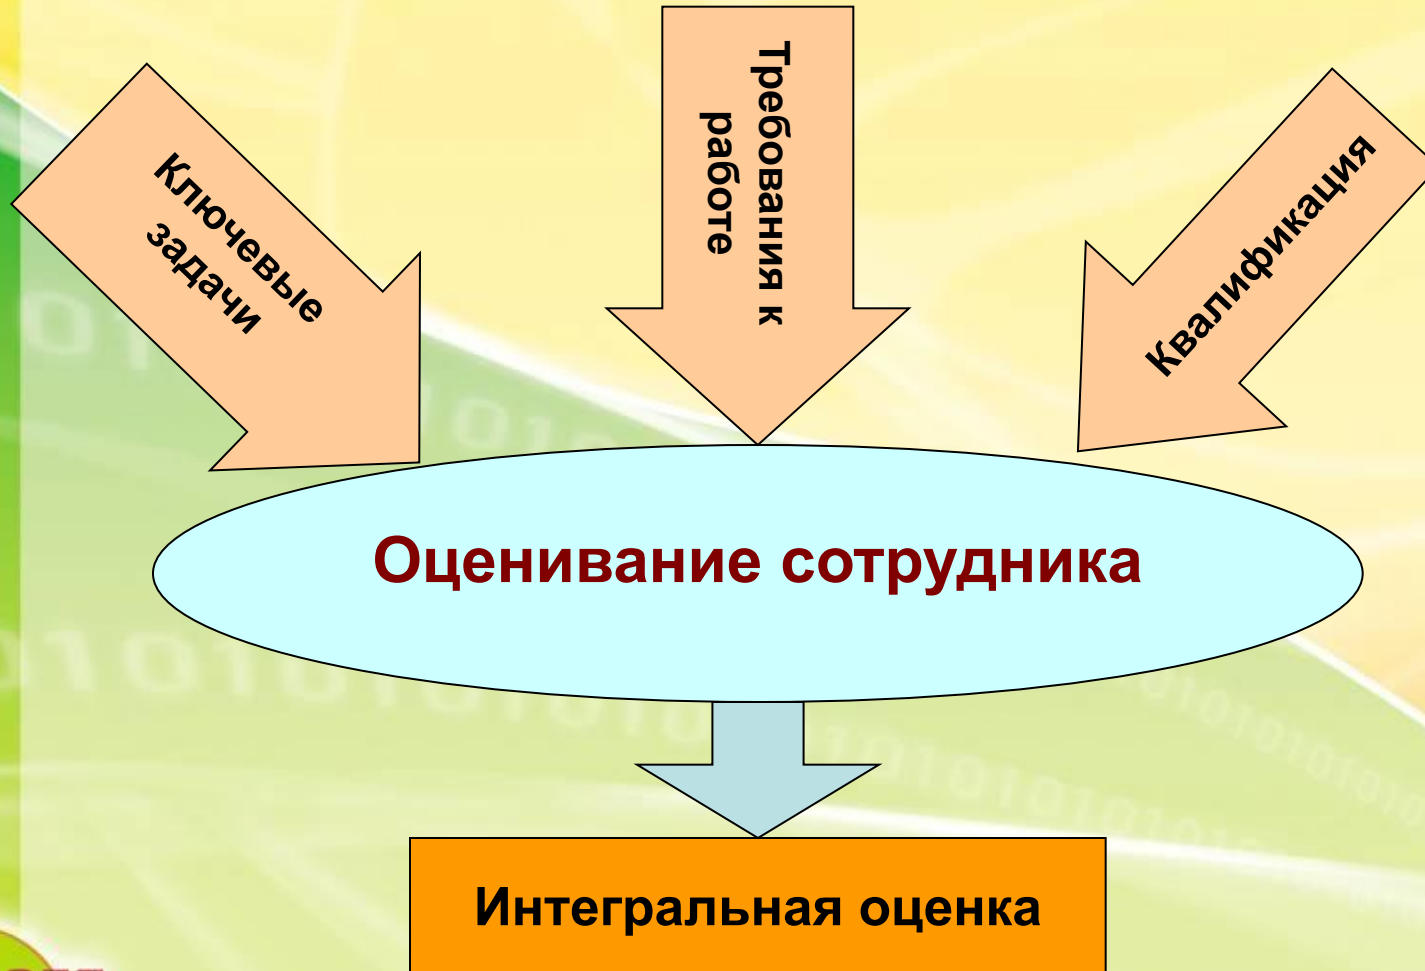 Ключевые
задачи
Требования к
работе
Квалификация
Оценивание сотрудника
Интегральная оценка